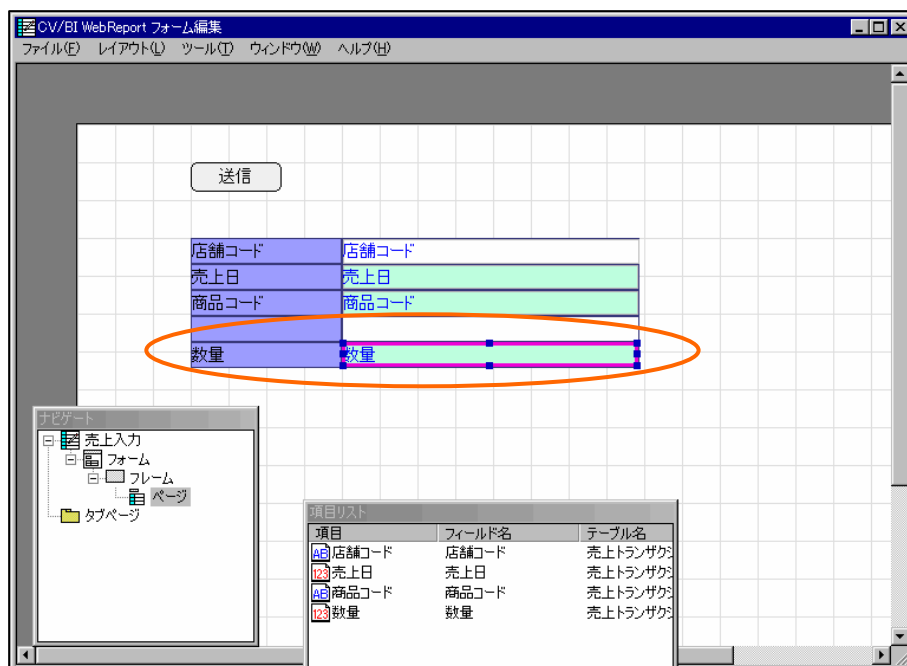 CV/BI WebReport フォーム編集
ファイル(F) レイアウト(L) ツール(T) ウィンドウ(W) ヘルプ(H)
送信
店舗コード 店舗コード
売上日 売上日
商品コード 商品コード
数量 数量
ナビゲート
売上入力
フォーム
フレーム
ページ
タブページ
項目リスト
項目 フィールド名 テーブル名
AB 店舗コード 店舗コード 売上トランザクシ
123 売上日 売上日 売上トランザクシ
AB 商品コード 商品コード 売上トランザクシ
123 数量 数量 売上トランザクシ